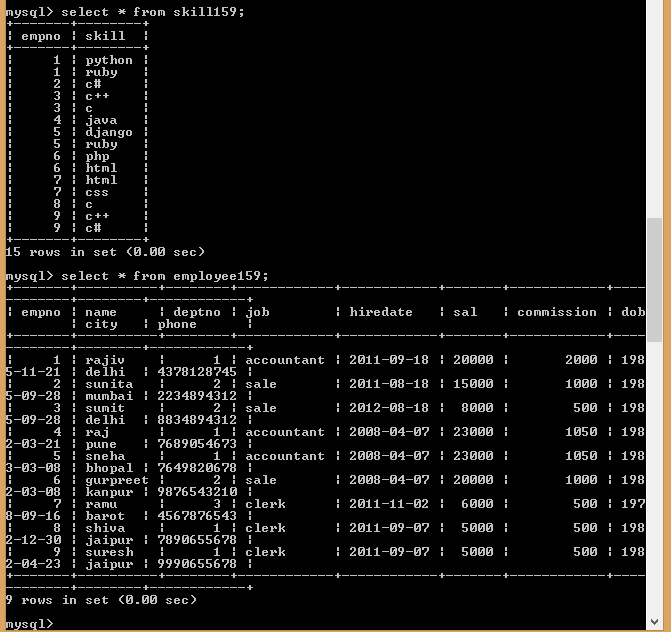 mysql> select * from skill159;
+-------+--------+
| empno | skill  |
+-------+--------+
|     1 | python |
|     1 | ruby   |
|     2 | c#     |
|     3 | c++    |
|     3 | c      |
|     4 | java   |
|     5 | django |
|     5 | ruby   |
|     6 | php    |
|     6 | html   |
|     7 | html   |
|     7 | css    |
|     8 | c      |
|     9 | c++    |
|     9 | c#     |
+-------+--------+
15 rows in set (0.00 sec)
mysql> select * from employee159;
+-------+----------+--------+------------+------------+-------+------------+----
-------+---------+------------+
| empno | name     | deptno | job        | hiredate   | sal   | commission | dob
       | city    | phone      |
+-------+----------+--------+------------+------------+-------+------------+----
-------+---------+------------+
|     1 | rajiv    |      1 | accountant | 2011-09-18 | 20000 |       2000 | 198
5-11-21 | delhi  | 4378128745 |
|     2 | sunita   |      2 | sale       | 2011-08-18 | 15000 |       1000 | 198
5-09-28 | mumbai | 2234894312 |
|     3 | sumit    |      2 | sale       | 2012-08-18 |  8000 |        500 | 198
5-09-28 | delhi  | 8834894312 |
|     4 | raj      |      1 | accountant | 2008-04-07 | 23000 |       1050 | 198
2-03-21 | pune   | 7689054673 |
|     5 | sneha    |      1 | accountant | 2008-04-07 | 23000 |       1050 | 198
3-03-08 | bhopal | 7649820678 |
|     6 | gurpreet |      2 | sale       | 2008-04-07 | 20000 |       1000 | 198
2-03-08 | kanpur | 9876543210 |
|     7 | ramu     |      3 | clerk      | 2011-11-02 |  6000 |        500 | 197
8-09-16 | barot  | 4567876543 |
|     8 | shiva    |      1 | clerk      | 2011-09-07 |  5000 |        500 | 198
2-12-30 | jaipur | 7890655678 |
|     9 | suresh   |      1 | clerk      | 2011-09-07 |  5000 |        500 | 198
2-04-23 | jaipur | 9990655678 |
+-------+----------+--------+------------+------------+-------+------------+----
-------+---------+------------+
9 rows in set (0.00 sec)
mysql>